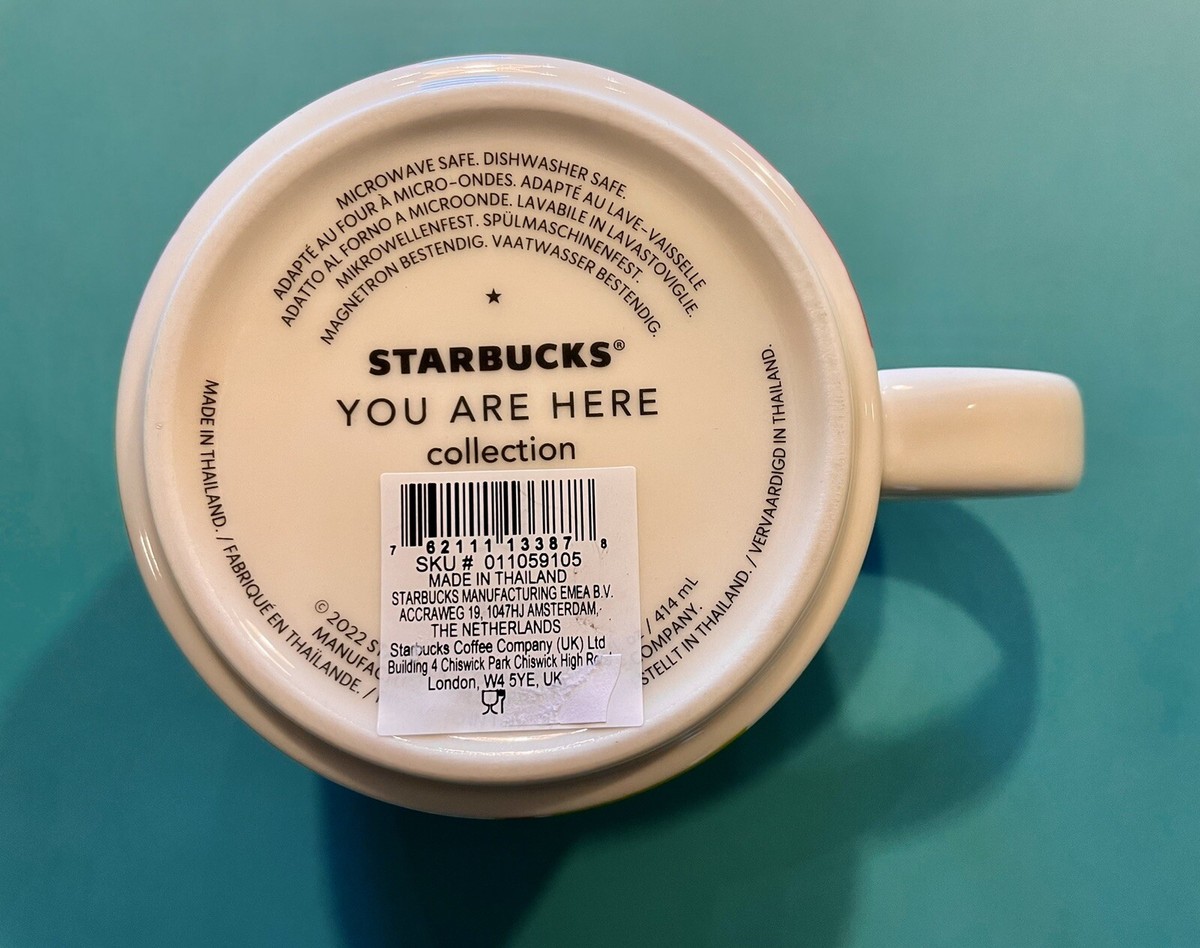 MICROWAVE SAFE. DISHWASHER SAFE.
ADAPTÉ AU FOUR À MICRO-ONDES. ADAPTÉ AU LAVE-VAISSELLE
ADATTO AL FORNO A MICROONDE. LAVABILE IN LAVASTOVIGLIE.
MIKROWELLENFEST. SPÜLMASCHINENFEST.
MAGNETRON BESTENDIG. VAATWASSER BESTENDIG.
STARBUCKS®
YOU ARE HERE
collection
7 62111 13387 8
SKU # 011059105
MADE IN THAILAND
STARBUCKS MANUFACTURING EMEA B.V.
ACCRAWEG 19, 1047HJ AMSTERDAM,
THE NETHERLANDS
Starbucks Coffee Company (UK) Ltd
Building 4 Chiswick Park Chiswick High
London, W4 5YE, UK
© 2022
/ 414 mL
MADE IN THAILAND. / FABRIQUÉ EN THAÏLANDE. /
/ VERVAARDIGD IN THAILAND.
IN THAILAND.